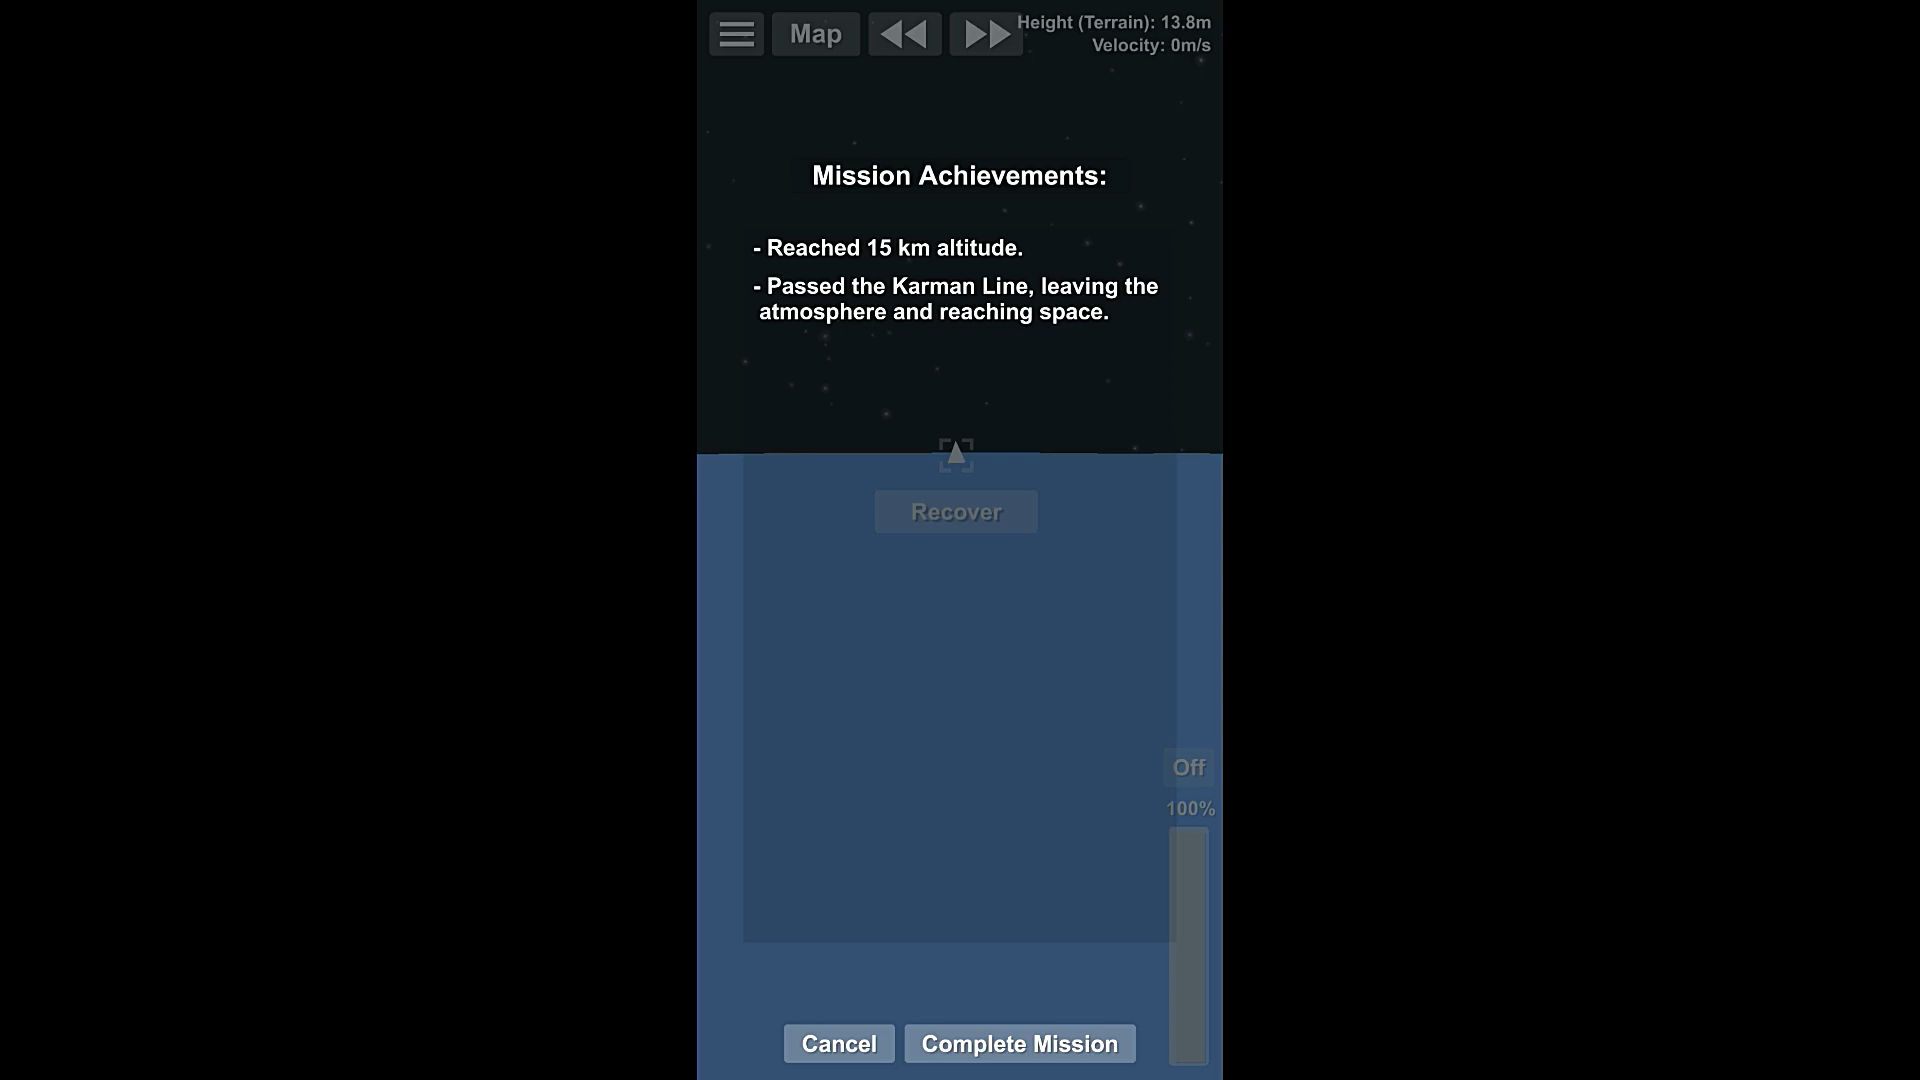 Map
Height (Terrain): 13.8m
Velocity: 0m/s
Mission Achievements:
- Reached 15 km altitude.
- Passed the Karman Line, leaving the
atmosphere and reaching space.
Recover
Off
100%
Cancel
Complete Mission